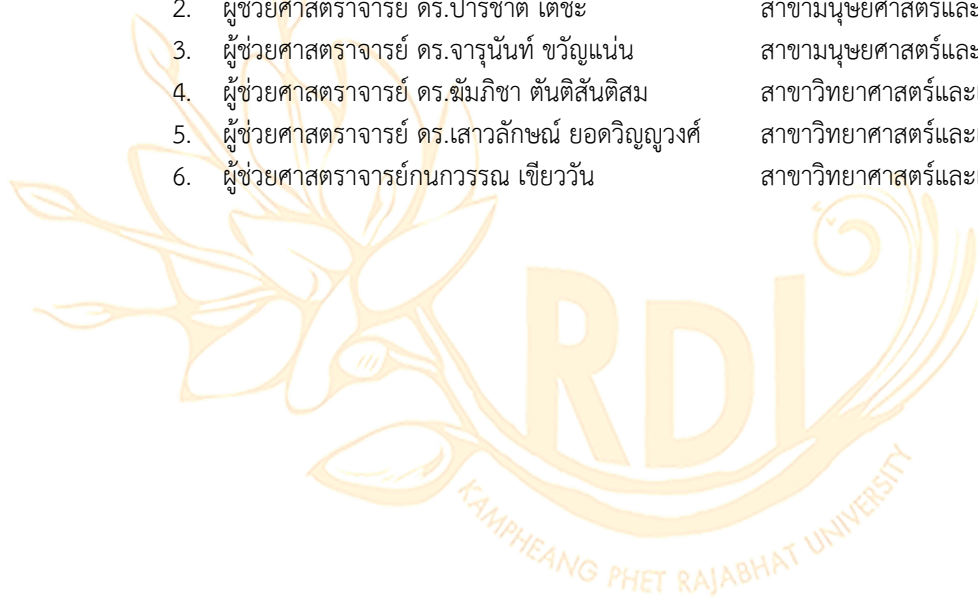 2. ผู้ช่วยศาสตราจารย์ ดร.ปาริชาต เตชะ สาขามนุษยศาสตร์และ
3. ผู้ช่วยศาสตราจารย์ ดร.จารุนันท์ ขวัญแน่น สาขามนุษยศาสตร์และ
4. ผู้ช่วยศาสตราจารย์ ดร.ฆัมภิชา ตันติสันติสม สาขาวิทยาศาสตร์และ
5. ผู้ช่วยศาสตราจารย์ ดร.เสาวลักษณ์ ยอดวิญญูวงศ์ สาขาวิทยาศาสตร์และ
6. ผู้ช่วยศาสตราจารย์กนกวรรณ เขียววัน สาขาวิทยาศาสตร์และ
RDI
KAMPHEANG PHET RAJABHAT UNIVERSITY